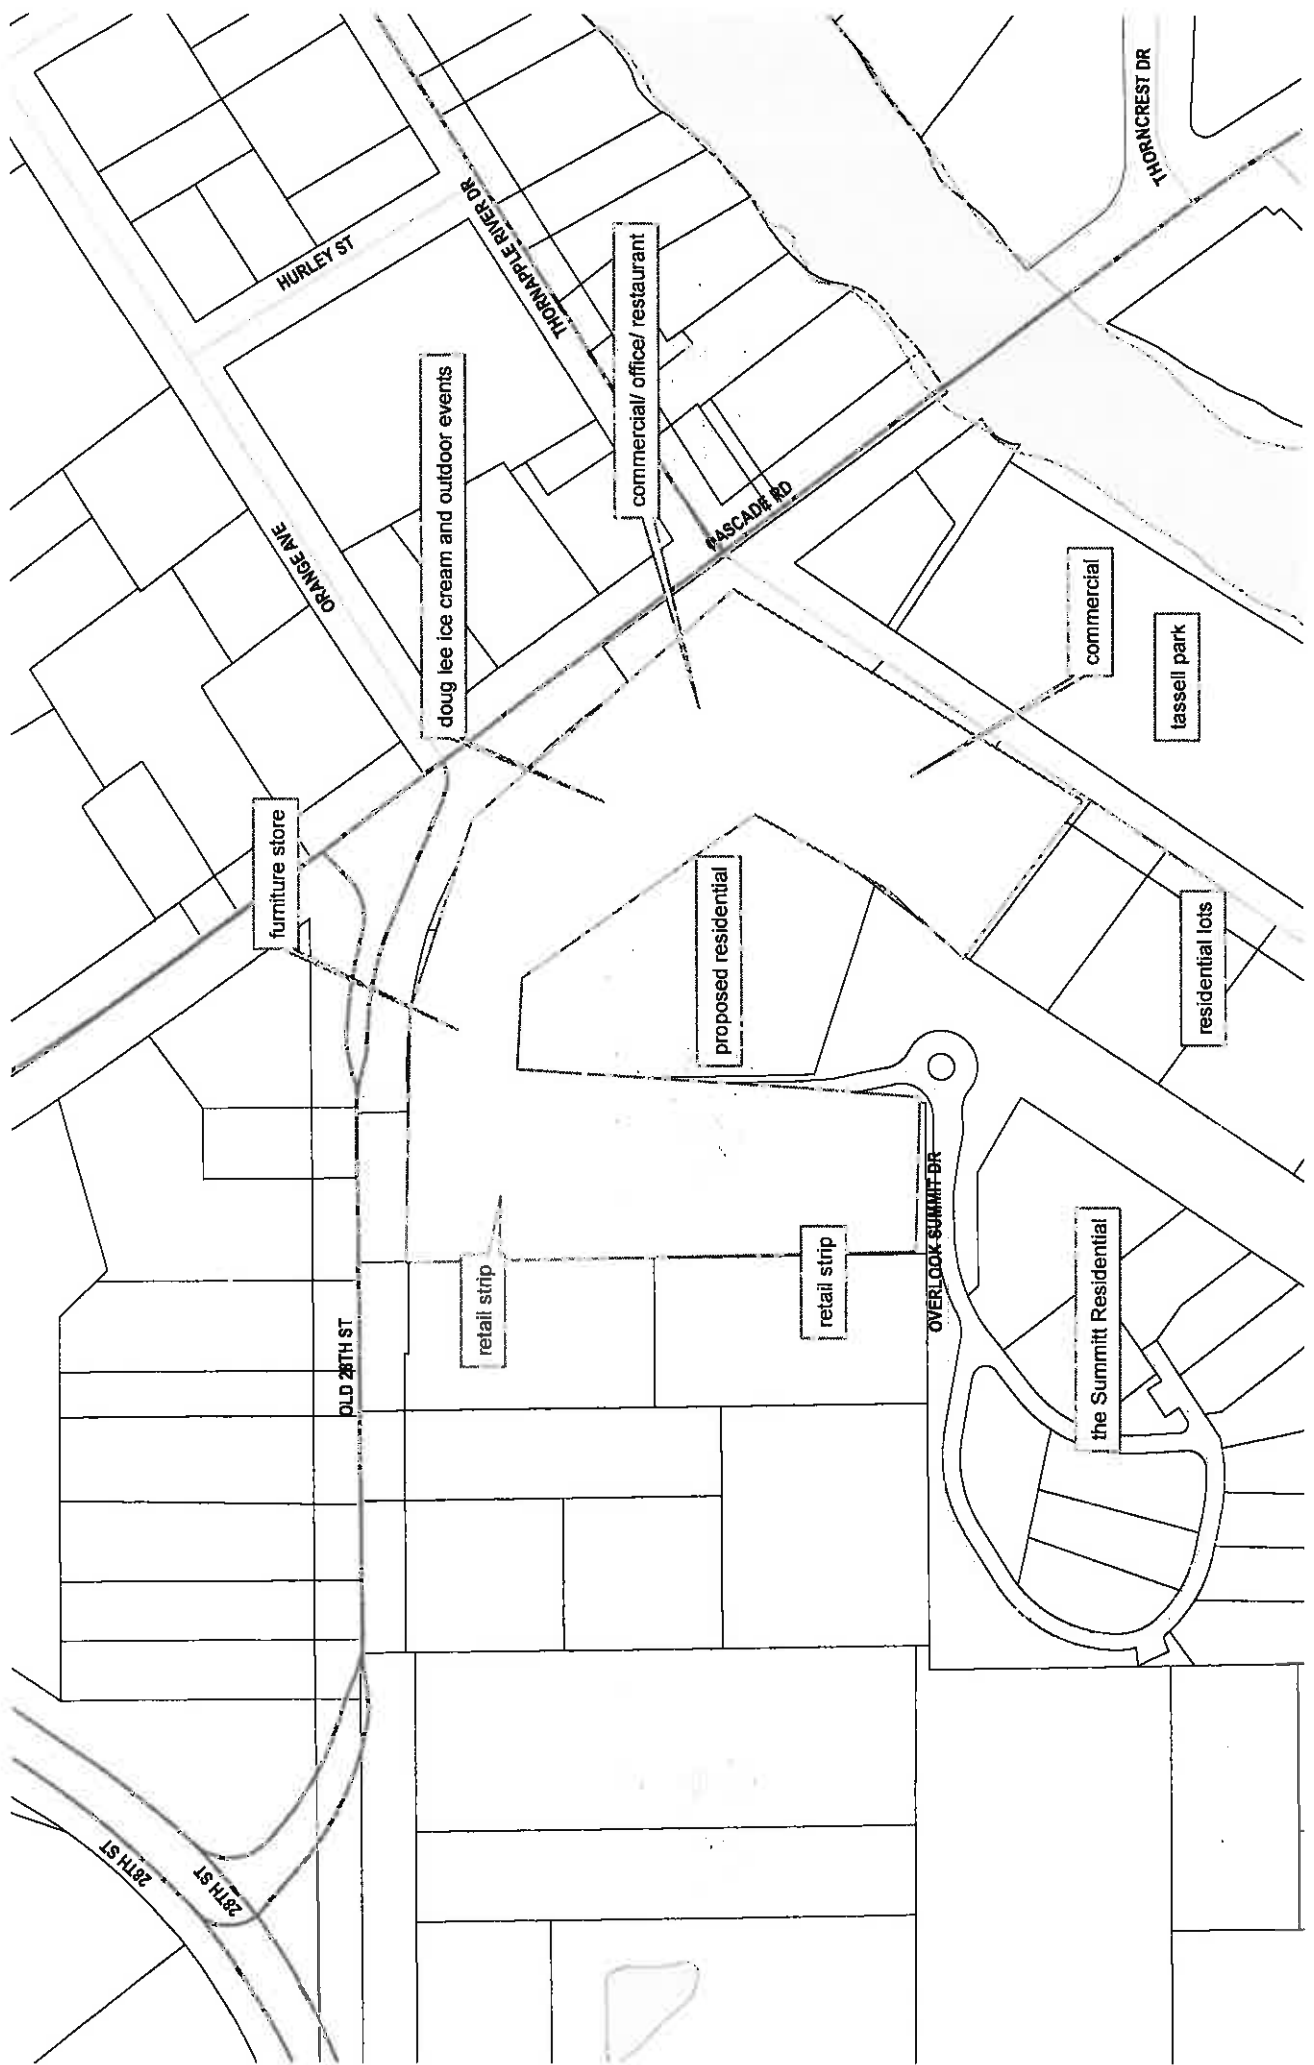 HURLEY ST
THORNAPPLE RIVER DR
THORNCREST DR
ORANGE AVE
CASCADE RD
doug lee ice cream and outdoor events
commercial/ office/ restaurant
commercial
tassell park
furniture store
proposed residential
residential lots
OLD 28TH ST
retail strip
retail strip
OVERLOOK SUMMIT DR
the Summitt Residential
28TH ST
28TH ST